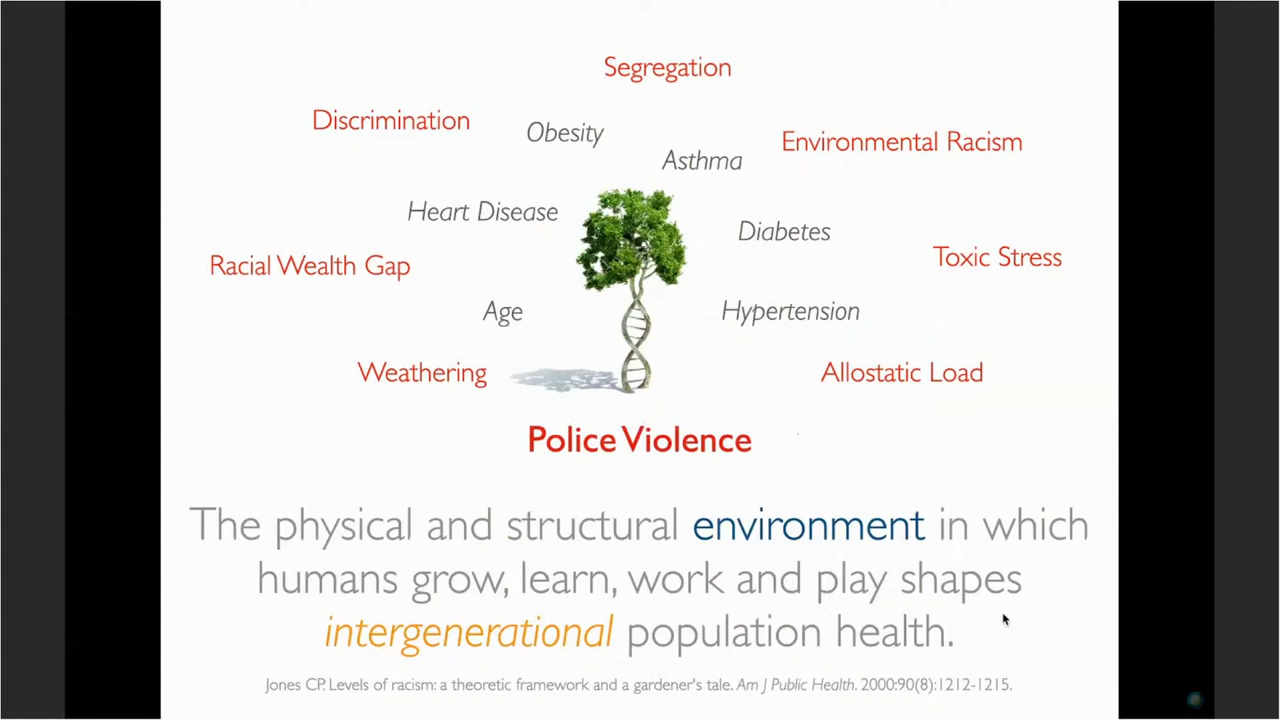 Segregation
Discrimination
Obesity
Environmental Racism
Asthma
Heart Disease
Diabetes
Racial Wealth Gap
Toxic Stress
Age
Hypertension
Weathering
Allostatic Load
Police Violence
The physical and structural environment in which
humans grow, learn, work and play shapes
intergenerational population health.
Jones CP. Levels of racism: a theoretic framework and a gardener's tale. Am J Public Health. 2000:90(8):1212-1215.